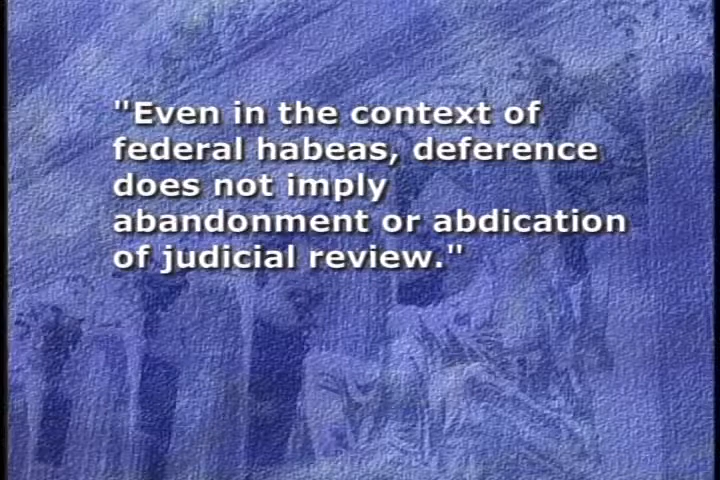 "Even in the context of
federal habeas, deference
does not imply
abandonment or abdication
of judicial review."